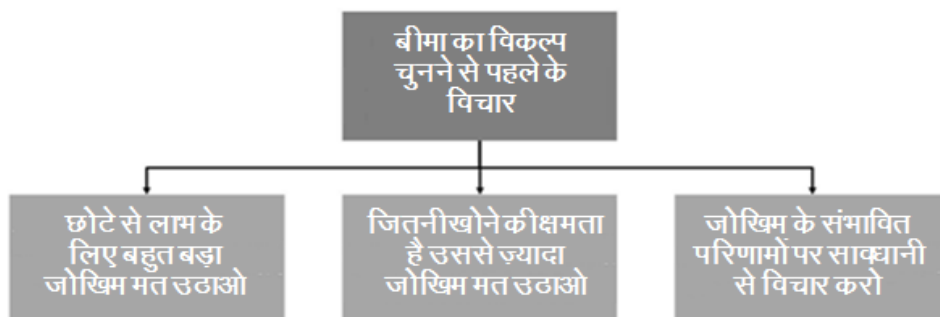 बीमा का विकल्प
चुनने से पहले के
विचार
छोटे से लाभ के
लिए बहुत बड़ा
जोखिम मत उठाओ
जितनी खोने की क्षमता
है उससे ज़्यादा
जोखिम मत उठाओ
जोखिम के संभावित
परिणामों पर सावधानी
से विचार करो